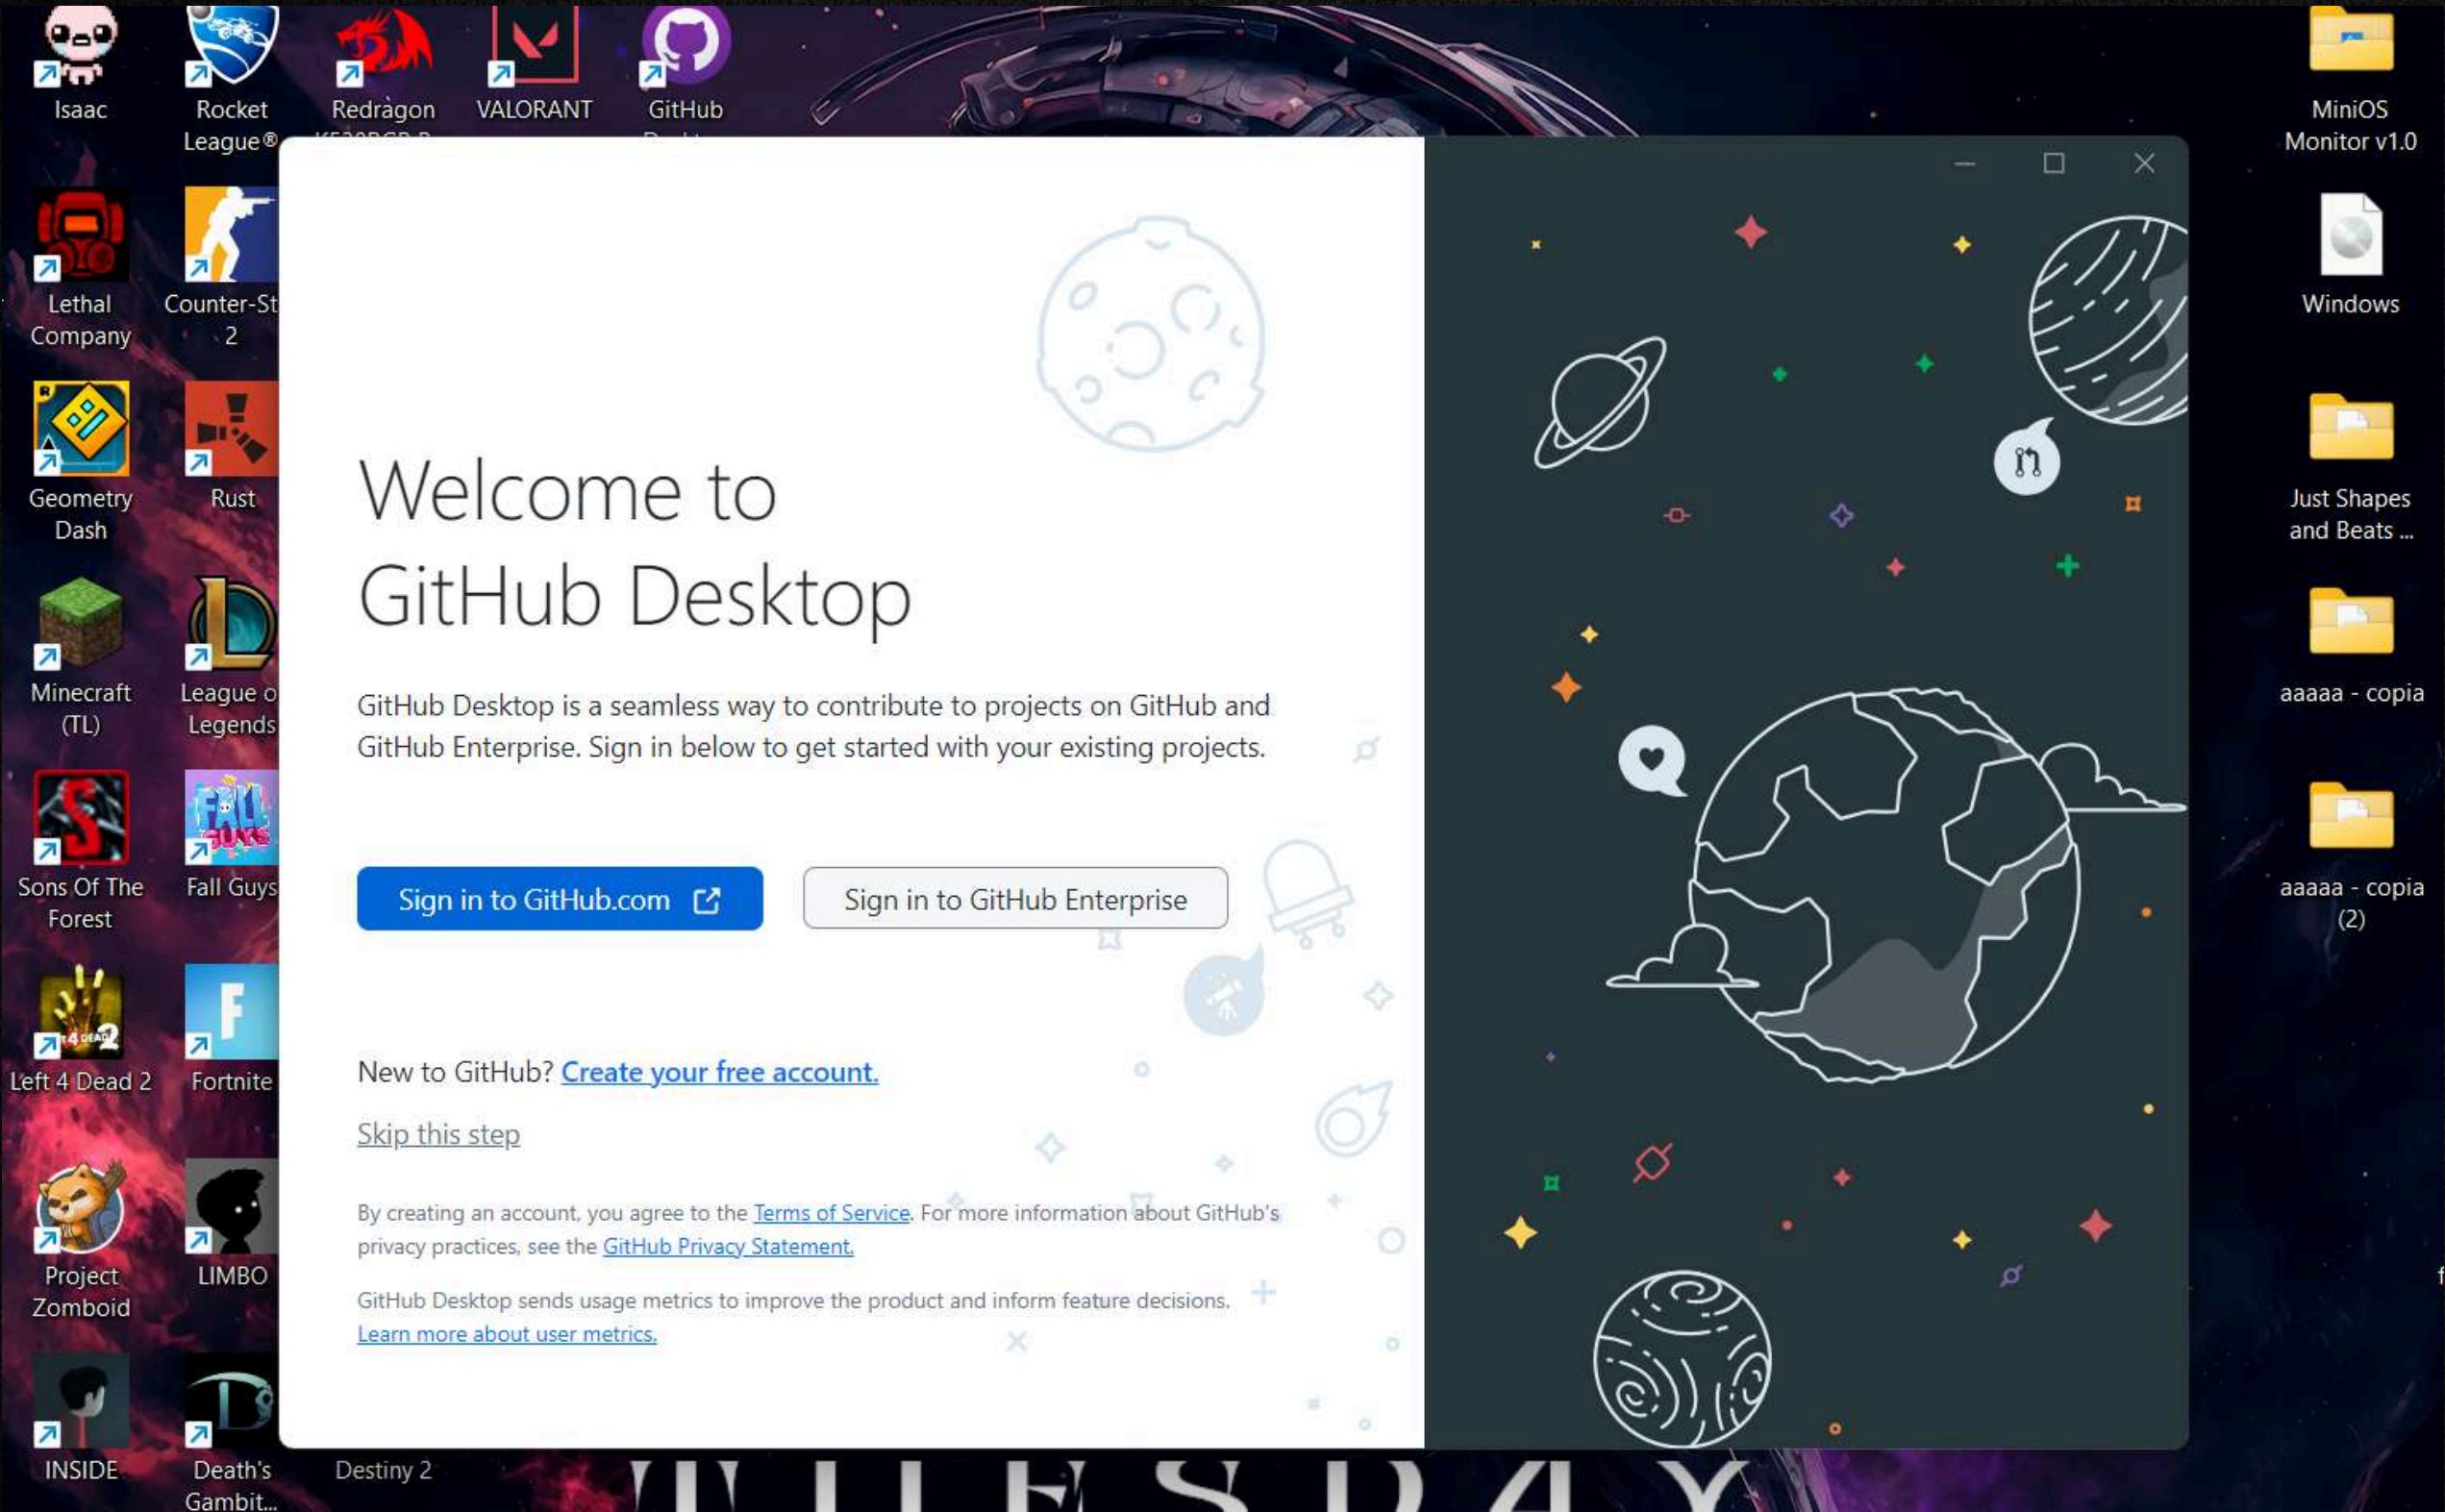 Isaac
Rocket
League®
Redragon
VALORANT
GitHub
MiniOS
Monitor v1.0
Lethal
Company
Counter-St
2
Windows
Geometry
Dash
Rust
Just Shapes
and Beats ...
Minecraft
(TL)
League o
Legends
aaaaa - copia
Sons Of The
Forest
FALL
GUYS
Fall Guys
aaaaa - copia
(2)
Left 4 Dead 2
F
Fortnite
Project
Zomboid
LIMBO
INSIDE
Death's
Gambit...
Destiny 2
Welcome to
GitHub Desktop
GitHub Desktop is a seamless way to contribute to projects on GitHub and
GitHub Enterprise. Sign in below to get started with your existing projects.
Sign in to GitHub.com
Sign in to GitHub Enterprise
New to GitHub? Create your free account.
Skip this step
By creating an account, you agree to the Terms of Service. For more information about GitHub's
privacy practices, see the GitHub Privacy Statement.
GitHub Desktop sends usage metrics to improve the product and inform feature decisions.
Learn more about user metrics.